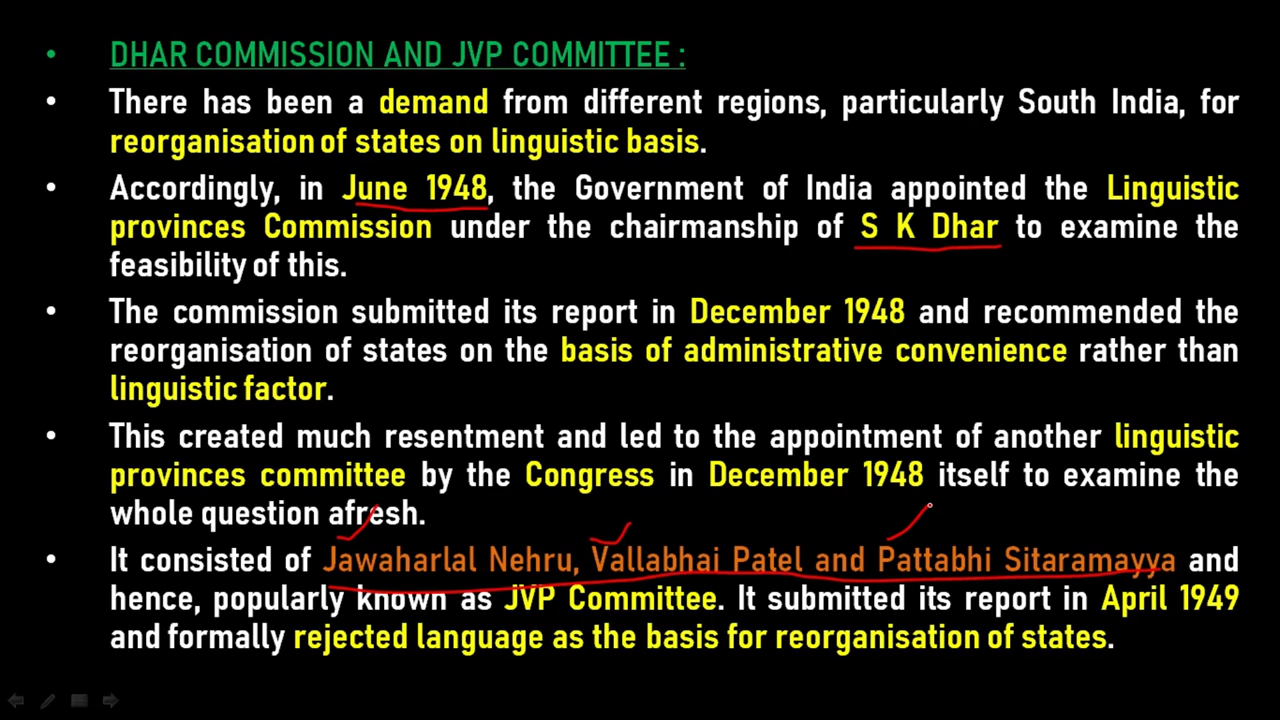 • DHAR COMMISSION AND JVP COMMITTEE :
• There has been a demand from different regions, particularly South India, for
reorganisation of states on linguistic basis.
• Accordingly, in June 1948, the Government of India appointed the Linguistic
provinces Commission under the chairmanship of S K Dhar to examine the
feasibility of this.
• The commission submitted its report in December 1948 and recommended the
reorganisation of states on the basis of administrative convenience rather than
linguistic factor.
• This created much resentment and led to the appointment of another linguistic
provinces committee by the Congress in December 1948 itself to examine the
whole question afresh.
• It consisted of Jawaharlal Nehru, Vallabhai Patel and Pattabhi Sitaramayya and
hence, popularly known as JVP Committee. It submitted its report in April 1949
and formally rejected language as the basis for reorganisation of states.